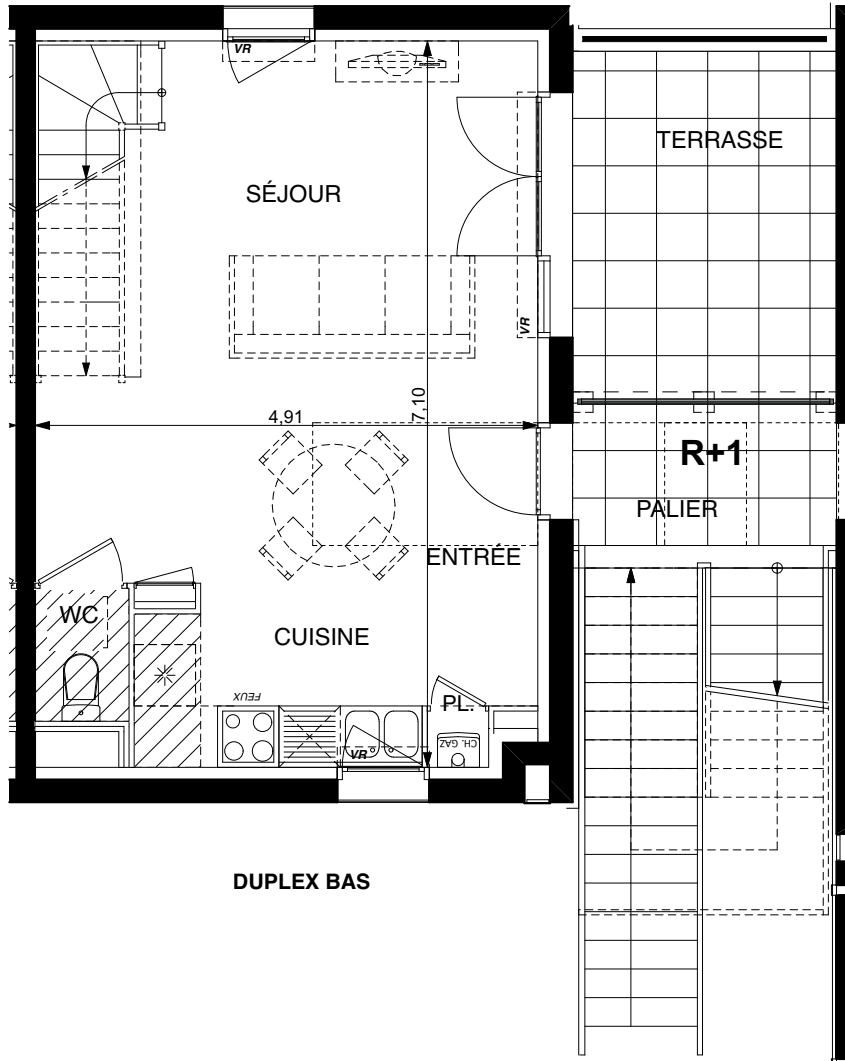 VR
TERRASSE
SÉJOUR
VR
7,10
4,91
R+1
PALIER
ENTRÉE
WC
CUISINE
FEUX
PL.
CH. GAZ
VR
DUPLEX BAS